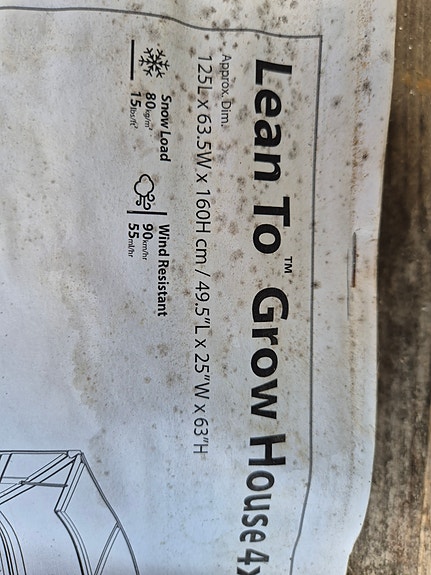 Lean To™ Grow House 4x
Approx. Dim.
125L x 63.5W x 160H cm / 49.5"L x 25"W x 63"H
Snow Load
80kg/m²
15lbs/ft²
Wind Resistant
90km/hr
55ml/hr